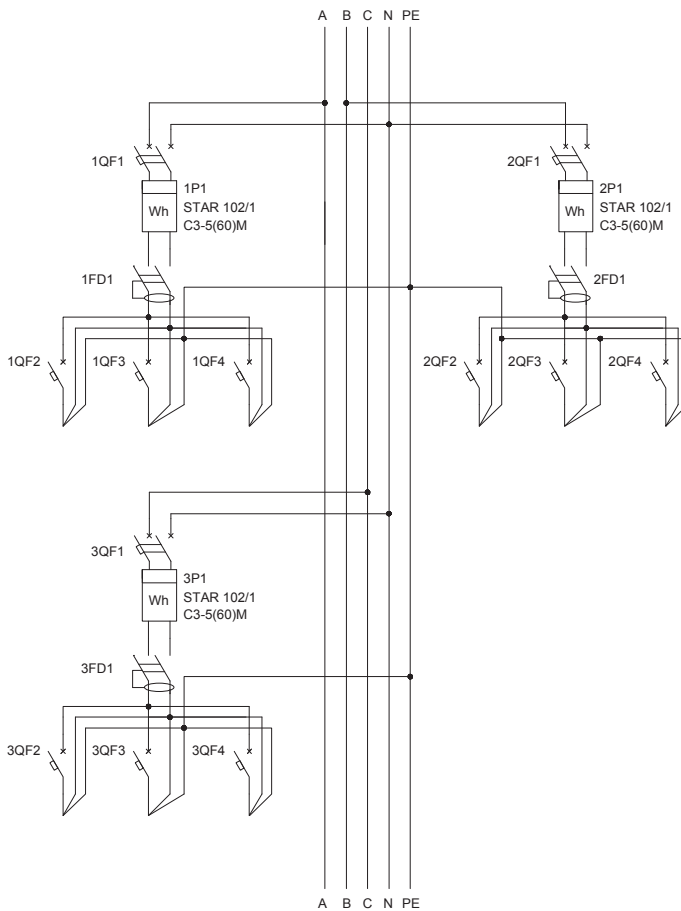 A B C N PE
1QF1
1P1
Wh
STAR 102/1
C3-5(60)M
1FD1
1QF2
1QF3
1QF4
2QF1
2P1
Wh
STAR 102/1
C3-5(60)M
2FD1
2QF2
2QF3
2QF4
3QF1
3P1
Wh
STAR 102/1
C3-5(60)M
3FD1
3QF2
3QF3
3QF4
A B C N PE